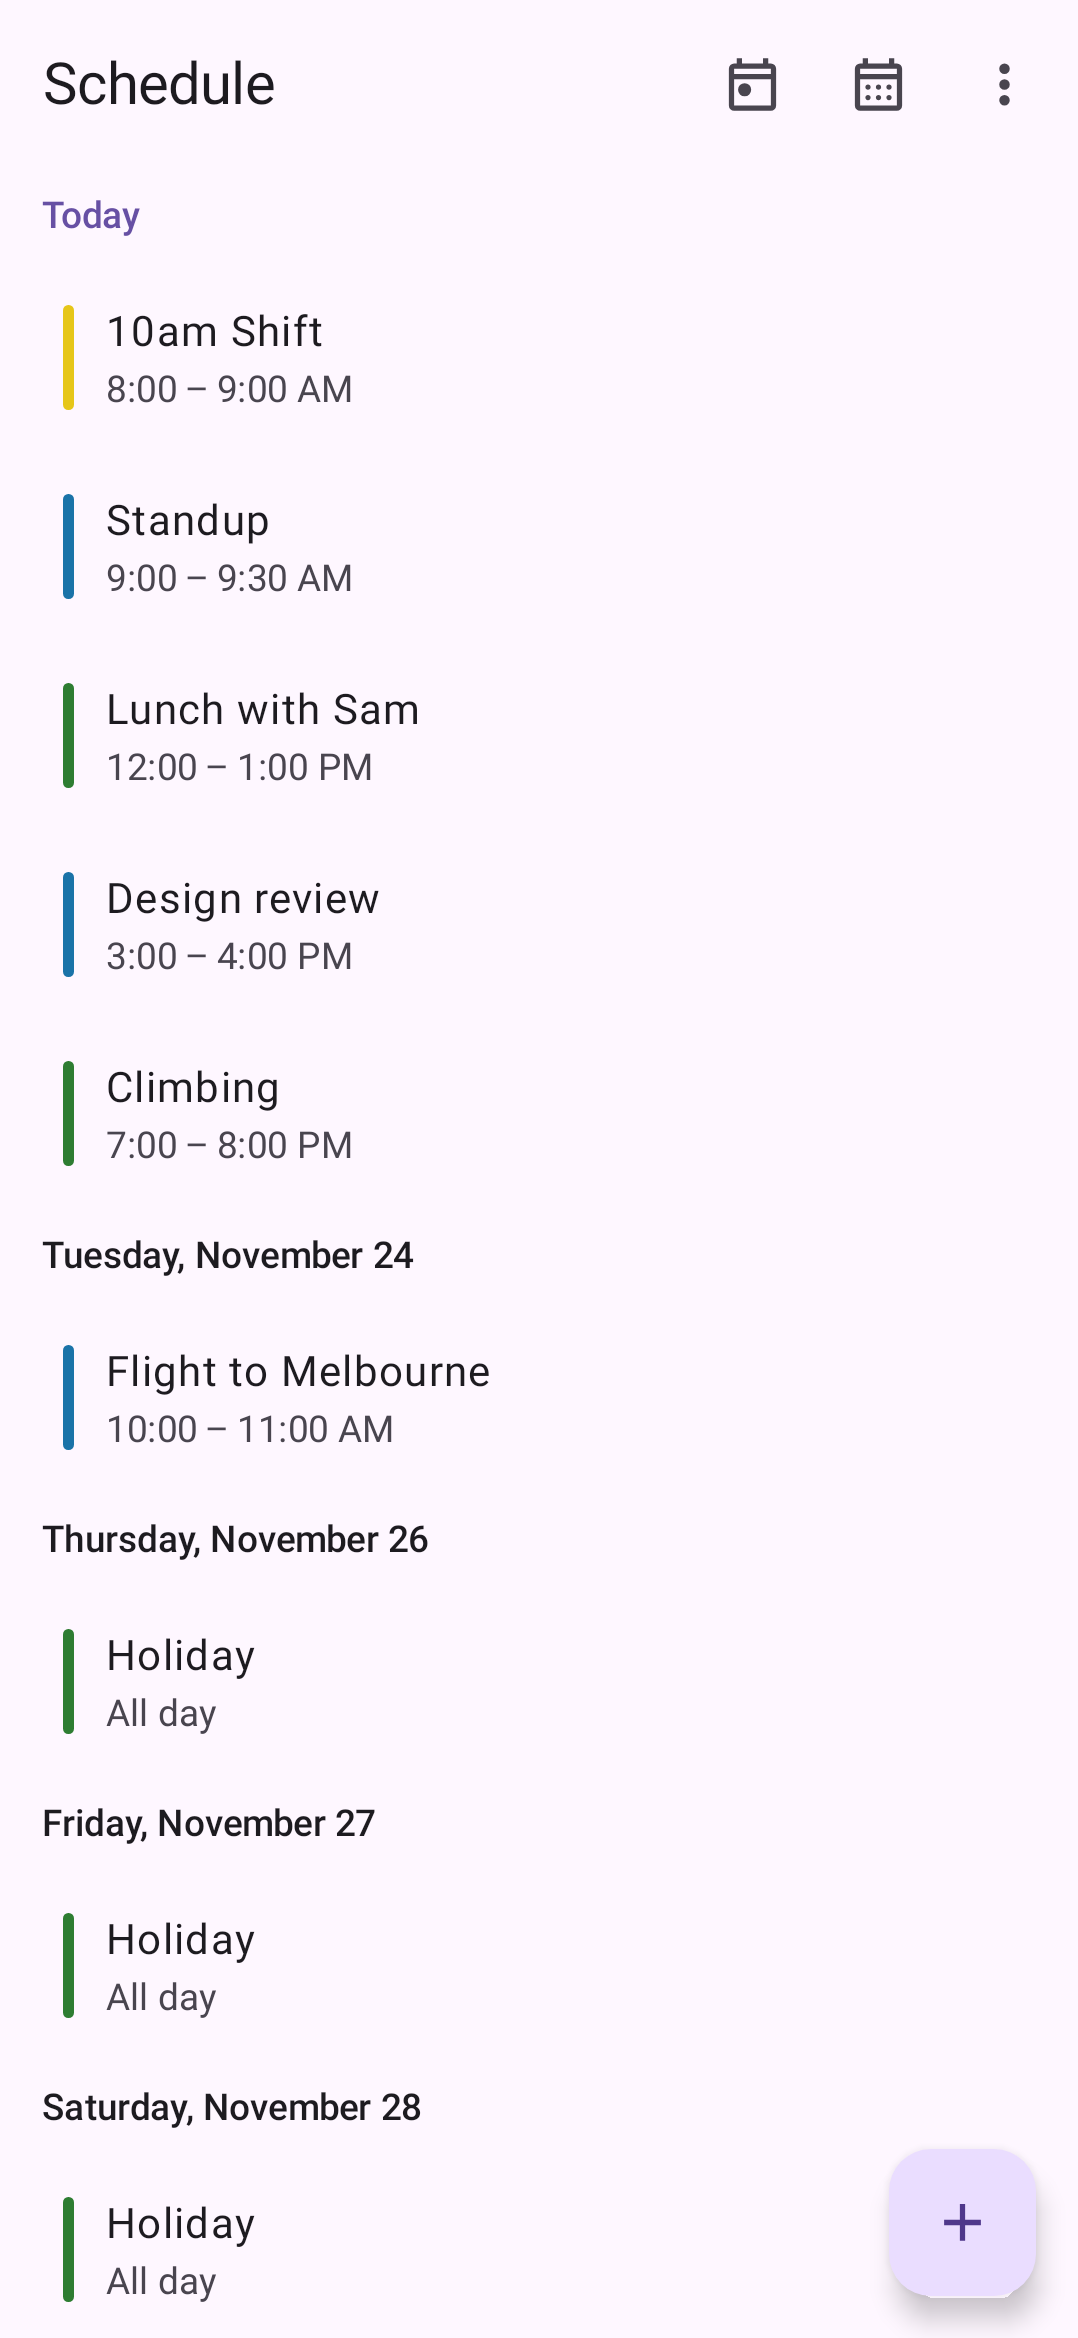 Schedule
Today
10am Shift
8:00 – 9:00 AM
Standup
9:00 – 9:30 AM
Lunch with Sam
12:00 – 1:00 PM
Design review
3:00 – 4:00 PM
Climbing
7:00 – 8:00 PM
Tuesday, November 24
Flight to Melbourne
10:00 – 11:00 AM
Thursday, November 26
Holiday
All day
Friday, November 27
Holiday
All day
Saturday, November 28
Holiday
All day